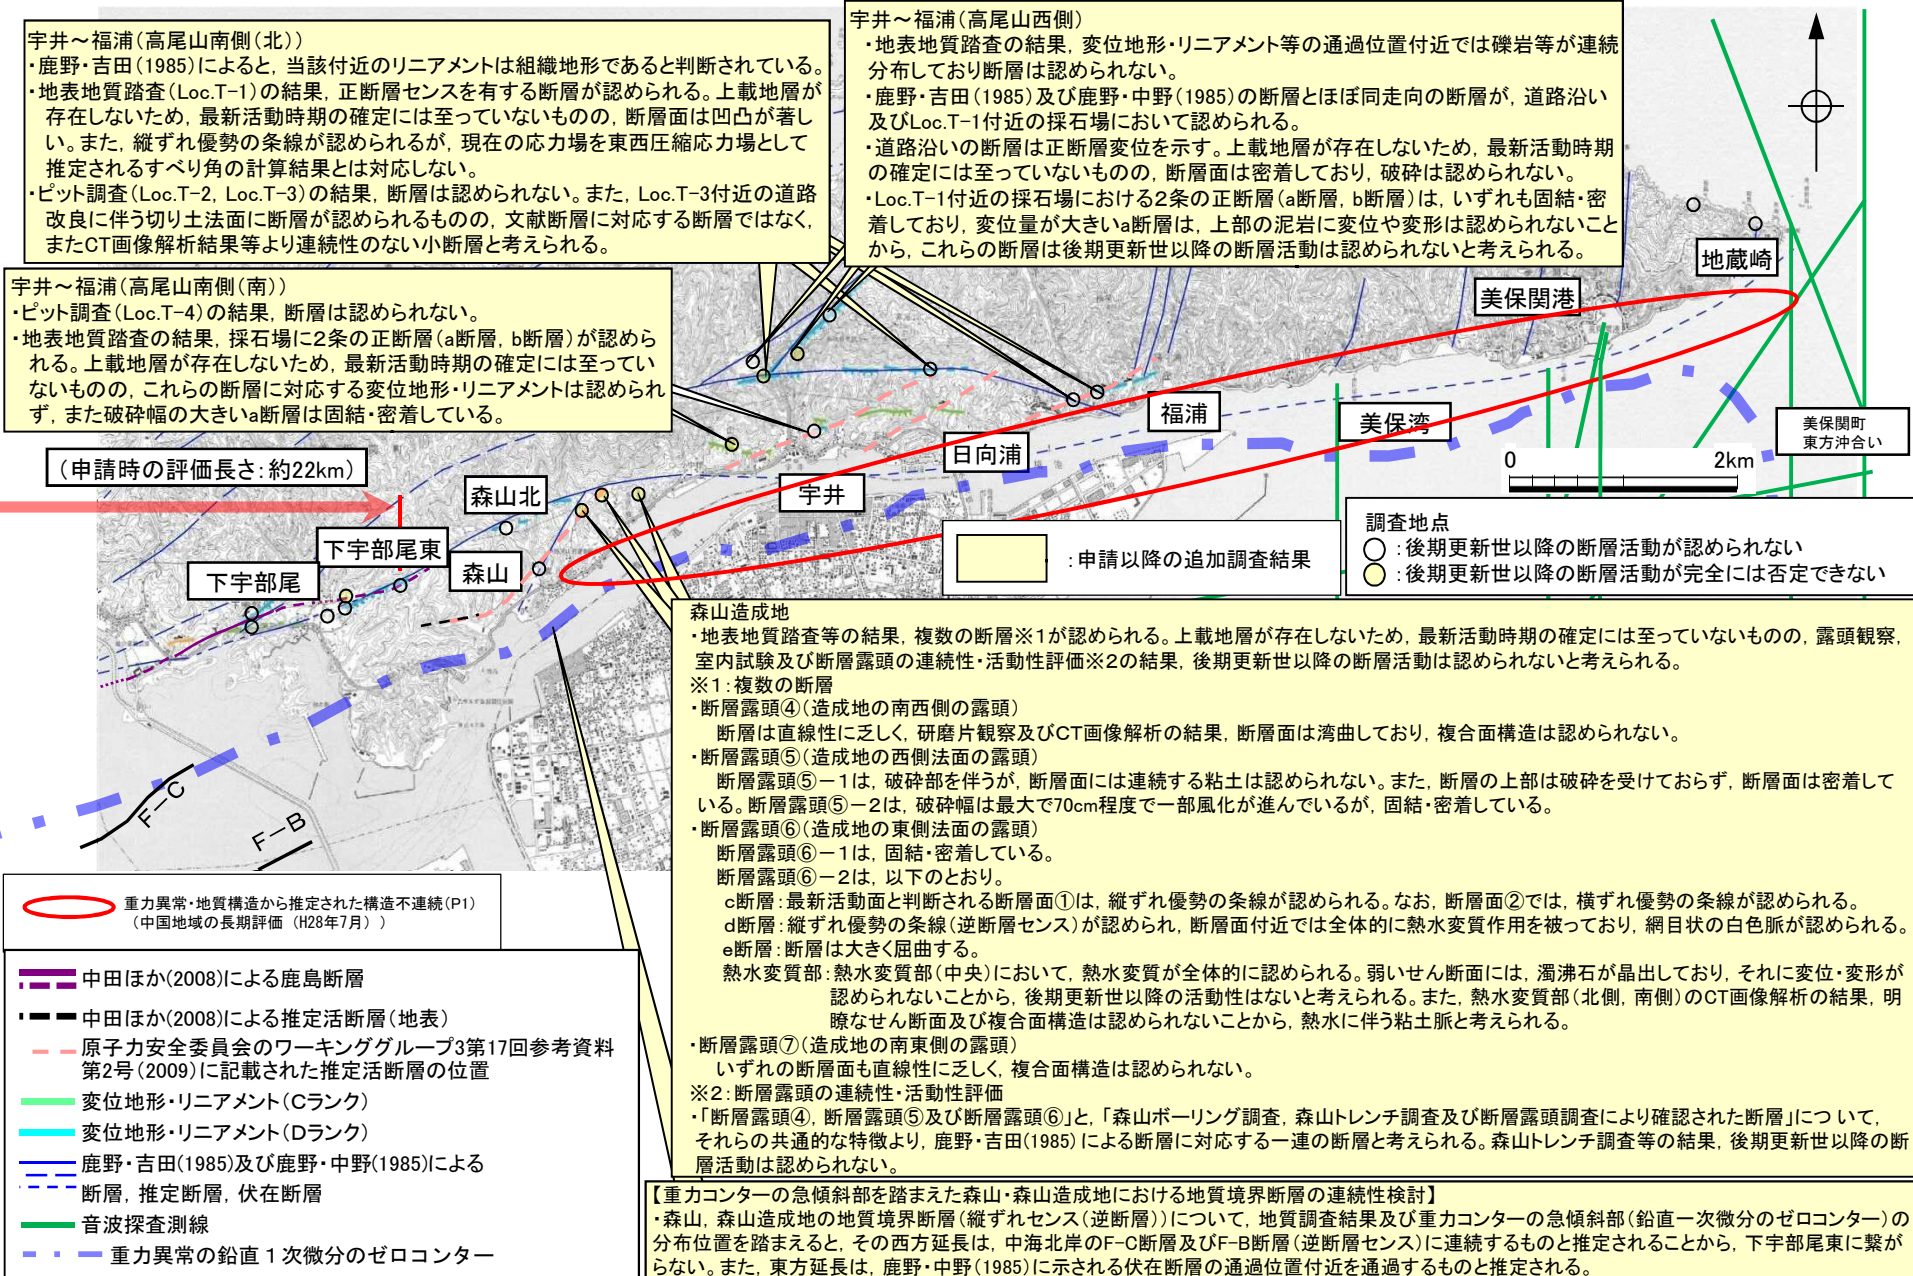 宇井～福浦(高尾山南側(北))
・鹿野・吉田(1985)によると，当該付近のリニアメントは組織地形であると判断されている。
・地表地質踏査(Loc.T-1)の結果，正断層センスを有する断層が認められる。上載地層が
存在しないため，最新活動時期の確定には至っていないものの，断層面は凹凸が著し
い。また，縦ずれ優勢の条線が認められるが，現在の応力場を東西圧縮応力場として
推定されるすべり角の計算結果とは対応しない。
・ピット調査(Loc.T-2, Loc.T-3)の結果，断層は認められない。また，Loc.T-3付近の道路
改良に伴う切り土法面に断層が認められるものの，文献断層に対応する断層ではなく，
またCT画像解析結果等より連続性のない小断層と考えられる。
宇井～福浦(高尾山西側)
・地表地質踏査の結果，変位地形・リニアメント等の通過位置付近では礫岩等が連続
分布しており断層は認められない。
・鹿野・吉田(1985)及び鹿野・中野(1985)の断層とほぼ同走向の断層が，道路沿い
及びLoc.T-1付近の採石場において認められる。
・道路沿いの断層は正断層変位を示す。上載地層が存在しないため，最新活動時期
の確定には至っていないものの，断層面は密着しており，破砕は認められない。
・Loc.T-1付近の採石場における2条の正断層(a断層，b断層)は，いずれも固結・密
着しており，変位量が大きいa断層は，上部の泥岩に変位や変形は認められないこと
から，これらの断層は後期更新世以降の断層活動は認められないと考えられる。
宇井～福浦(高尾山南側(南))
・ピット調査(Loc.T-4)の結果，断層は認められない。
・地表地質踏査の結果，採石場に2条の正断層(a断層，b断層)が認めら
れる。上載地層が存在しないため，最新活動時期の確定には至ってい
ないものの，これらの断層に対応する変位地形・リニアメントは認められ
ず，また破砕幅の大きいa断層は固結・密着している。
地蔵崎
美保関港
福浦
美保湾
美保関町
東方沖合い
日向浦
宇井
0 2km
(申請時の評価長さ：約22km)
森山北
下宇部尾東
森山
下宇部尾
：申請以降の追加調査結果
調査地点
：後期更新世以降の断層活動が認められない
：後期更新世以降の断層活動が完全には否定できない
F－C
F－B
森山造成地
・地表地質踏査等の結果，複数の断層※1が認められる。上載地層が存在しないため，最新活動時期の確定には至っていないものの，露頭観察，
室内試験及び断層露頭の連続性・活動性評価※2の結果，後期更新世以降の断層活動は認められないと考えられる。
※1：複数の断層
・断層露頭④(造成地の南西側の露頭)
断層は直線性に乏しく，研磨片観察及びCT画像解析の結果，断層面は湾曲しており，複合面構造は認められない。
・断層露頭⑤(造成地の西側法面の露頭)
断層露頭⑤－1は，破砕部を伴うが，断層面には連続する粘土は認められない。また，断層の上部は破砕を受けておらず，断層面は密着して
いる。断層露頭⑤－2は，破砕幅は最大で70cm程度で一部風化が進んでいるが，固結・密着している。
・断層露頭⑥(造成地の東側法面の露頭)
断層露頭⑥－1は，固結・密着している。
断層露頭⑥－2は，以下のとおり。
c断層：最新活動面と判断される断層面①は，縦ずれ優勢の条線が認められる。なお，断層面②では，横ずれ優勢の条線が認められる。
d断層：縦ずれ優勢の条線(逆断層センス)が認められ，断層面付近では全体的に熱水変質作用を被っており，網目状の白色脈が認められる。
e断層：断層は大きく屈曲する。
熱水変質部：熱水変質部(中央)において，熱水変質が全体的に認められる。弱いせん断面には，濁沸石が晶出しており，それに変位・変形が
認められないことから，後期更新世以降の活動性はないと考えられる。また，熱水変質部(北側，南側)のCT画像解析の結果，明
瞭なせん断面及び複合面構造は認められないことから，熱水に伴う粘土脈と考えられる。
・断層露頭⑦(造成地の南東側の露頭)
いずれの断層面も直線性に乏しく，複合面構造は認められない。
※2：断層露頭の連続性・活動性評価
・「断層露頭④，断層露頭⑤及び断層露頭⑥」と，「森山ボーリング調査，森山トレンチ調査及び断層露頭調査により確認された断層」について，
それらの共通的な特徴より，鹿野・吉田(1985)による断層に対応する一連の断層と考えられる。森山トレンチ調査等の結果，後期更新世以降の断
層活動は認められない。
【重力コンターの急傾斜部を踏まえた森山・森山造成地における地質境界断層の連続性検討】
・森山，森山造成地の地質境界断層(縦ずれセンス(逆断層))について，地質調査結果及び重力コンターの急傾斜部(鉛直一次微分のゼロコンター)の
分布位置を踏まえると，その西方延長は，中海北岸のF-C断層及びF-B断層(逆断層センス)に連続するものと推定されることから，下宇部尾東に繋が
らない。また，東方延長は，鹿野・中野(1985)に示される伏在断層の通過位置付近を通過するものと推定される。
重力異常・地質構造から推定された構造不連続(P1)
(中国地域の長期評価 (H28年7月) )
中田ほか(2008)による鹿島断層
中田ほか(2008)による推定活断層(地表)
原子力安全委員会のワーキンググループ3第17回参考資料
第2号(2009)に記載された推定活断層の位置
変位地形・リニアメント(Cランク)
変位地形・リニアメント(Dランク)
鹿野・吉田(1985)及び鹿野・中野(1985)による
断層，推定断層，伏在断層
音波探査測線
重力異常の鉛直１次微分のゼロコンター